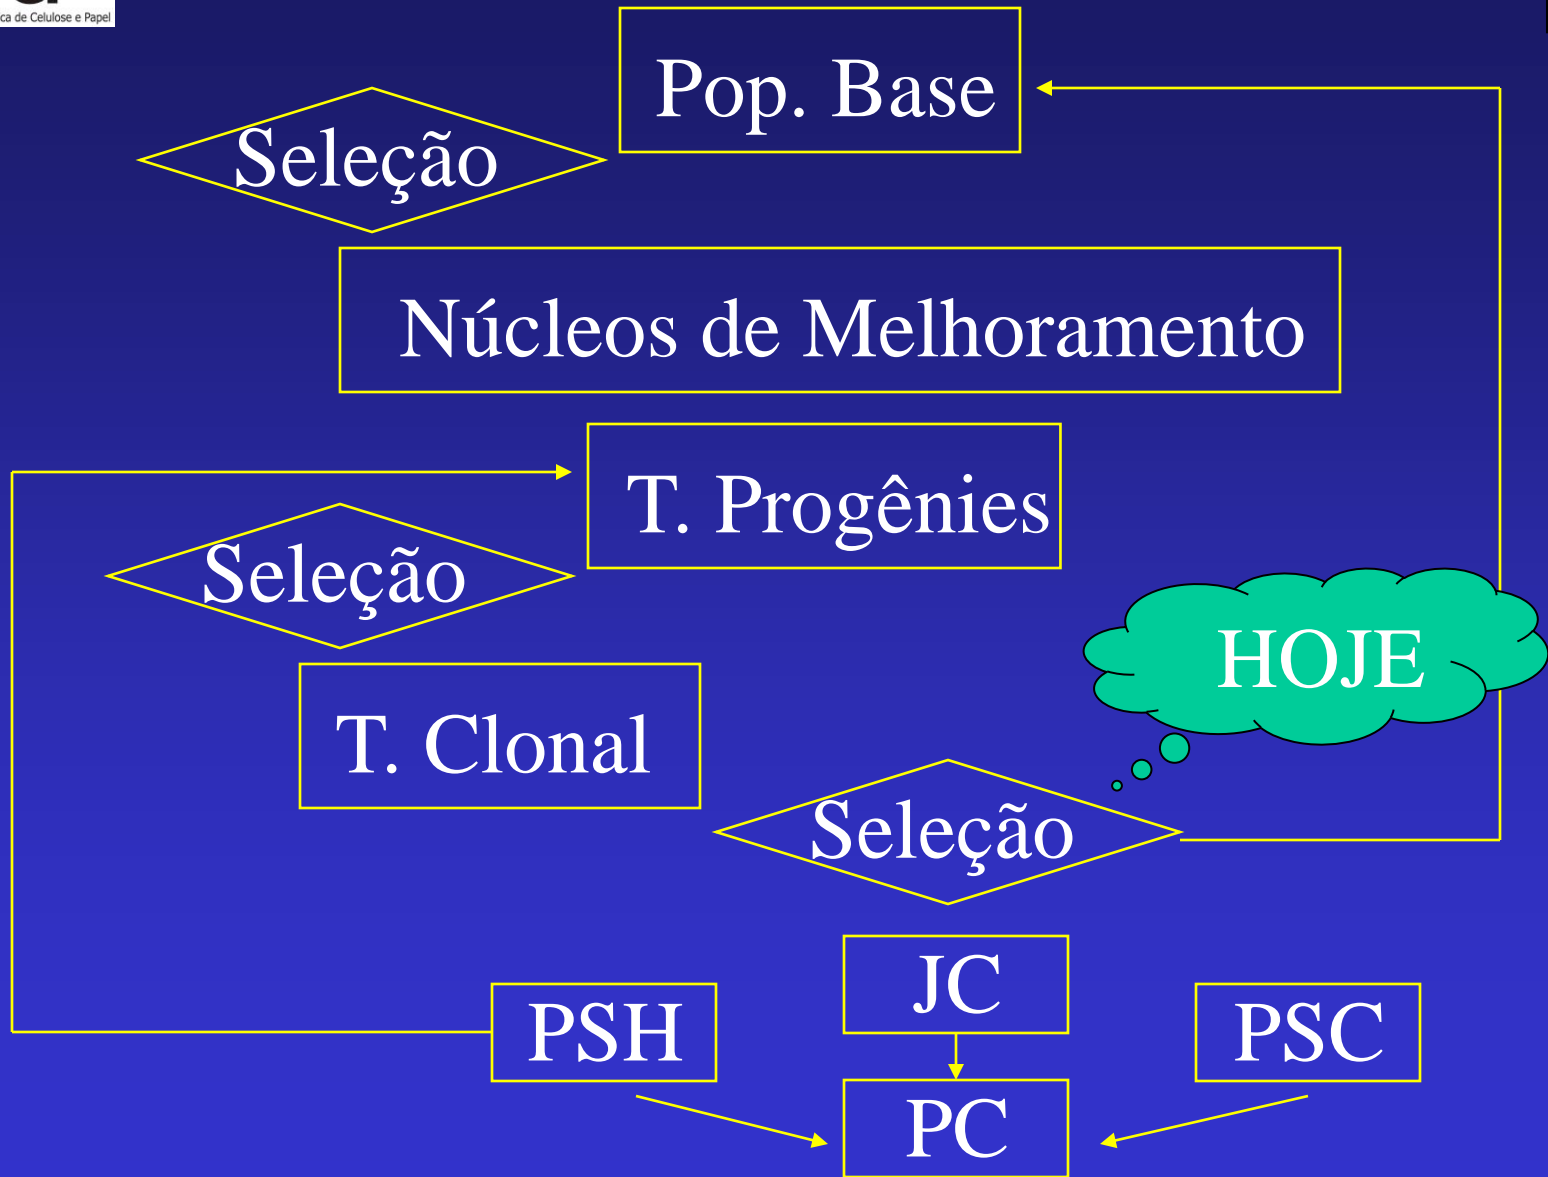 ca de Celulose e Papel
Pop. Base
Seleção
Núcleos de Melhoramento
T. Progênies
Seleção
HOJE
T. Clonal
Seleção
JC
PSH
PSC
PC